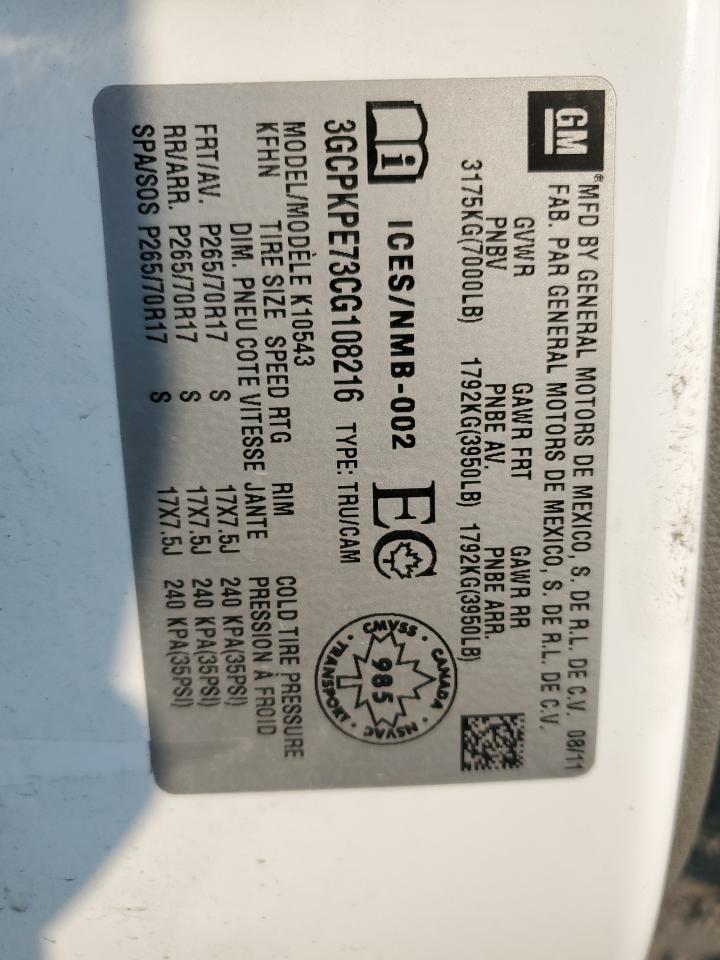 GM
®MFD BY GENERAL MOTORS DE MEXICO, S. DE R.L. DE C.V. 08/11
FAB. PAR GENERAL MOTORS DE MEXICO, S. DE R.L. DE C.V.
GVWR GAWR FRT GAWR RR
PNBV PNBE AV. PNBE ARR.
3175KG(7000LB) 1792KG(3950LB) 1792KG(3950LB)
i ICES/NMB-002 EC
CMVSS · CANADA · NSVAC · TRANSPORT ·
985
3GCPKPE73CG108216 TYPE: TRU/CAM
MODEL/MODÈLE K10543
KFHN TIRE SIZE SPEED RTG RIM COLD TIRE PRESSURE
DIM. PNEU COTE VITESSE JANTE PRESSION À FROID
FRT/AV. P265/70R17 S 17X7.5J 240 KPA(35PSI)
RR/ARR. P265/70R17 S 17X7.5J 240 KPA(35PSI)
SPA/SOS P265/70R17 S 17X7.5J 240 KPA(35PSI)